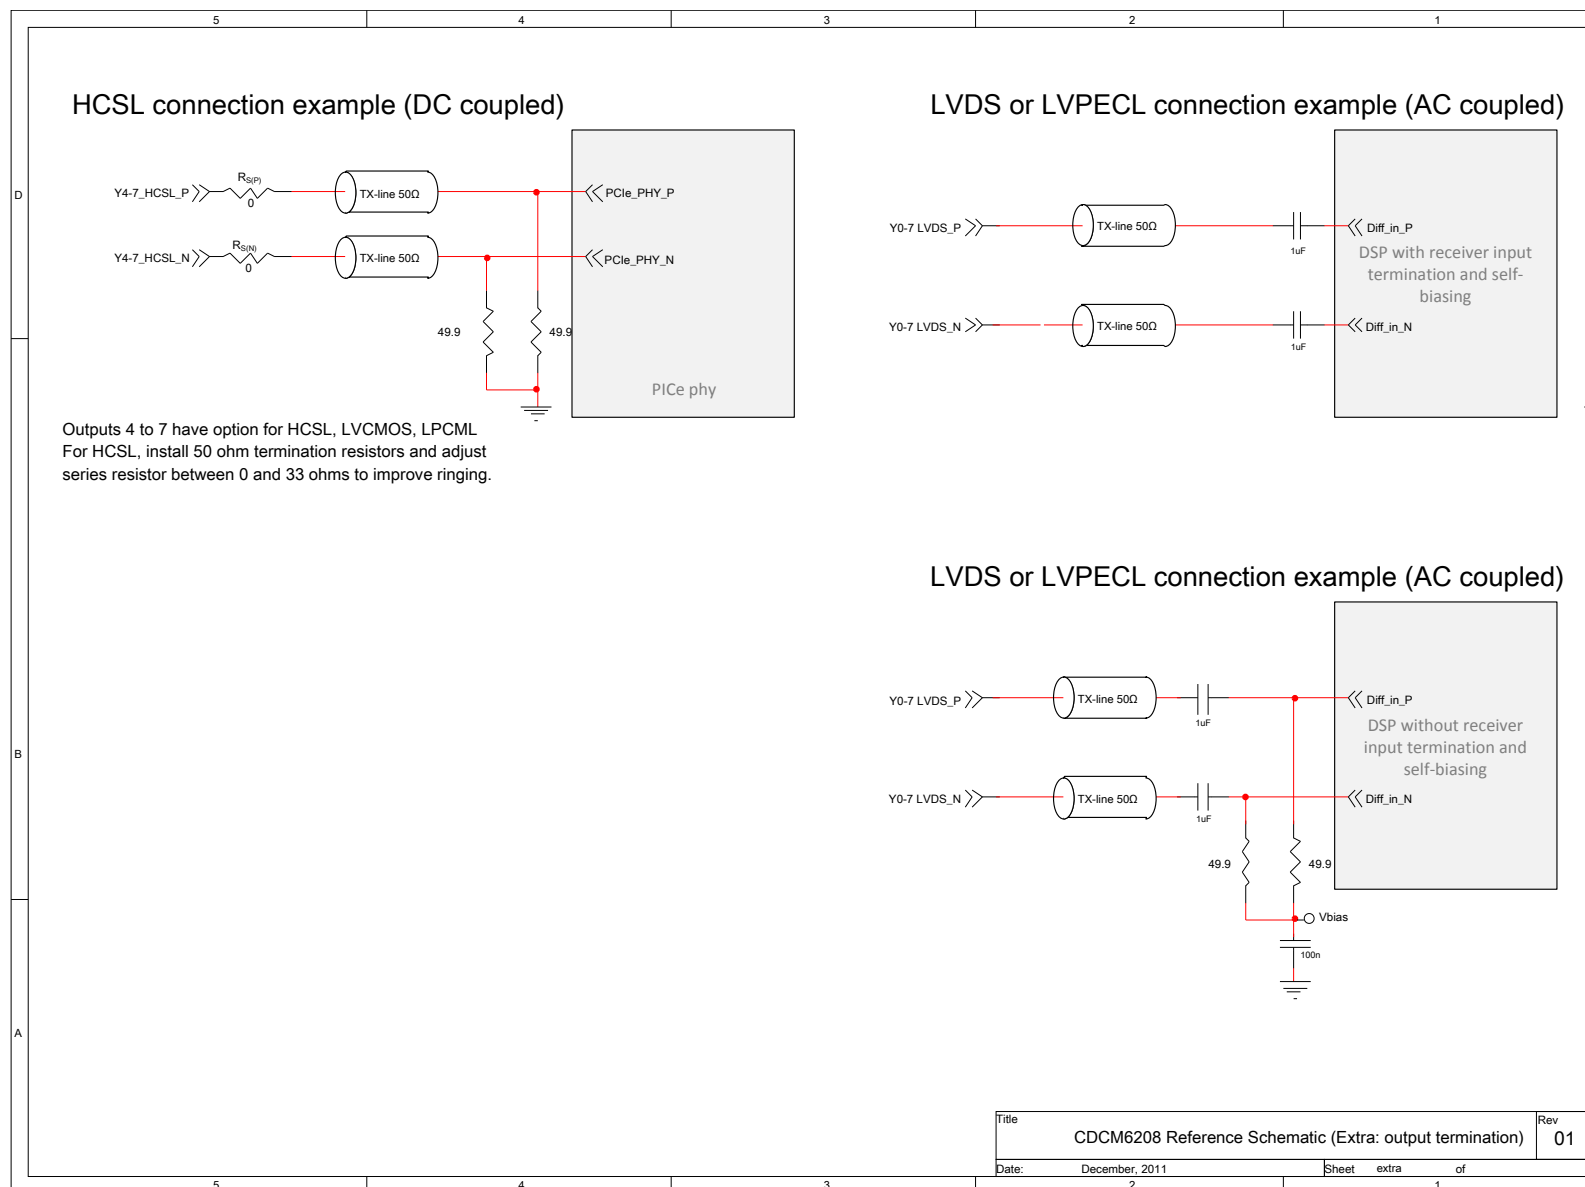 5 4 3 2 1
HCSL connection example (DC coupled)
LVDS or LVPECL connection example (AC coupled)
D
Y4-7_HCSL_P
RS(P)
0
TX-line 50Ω
PCIe_PHY_P
Y4-7_HCSL_N
RS(N)
0
TX-line 50Ω
PCIe_PHY_N
49.9
49.9
PICe phy
Outputs 4 to 7 have option for HCSL, LVCMOS, LPCML
For HCSL, install 50 ohm termination resistors and adjust
series resistor between 0 and 33 ohms to improve ringing.
Y0-7 LVDS_P
TX-line 50Ω
1uF
Diff_in_P
DSP with receiver input
termination and self-
biasing
Y0-7 LVDS_N
TX-line 50Ω
1uF
Diff_in_N
LVDS or LVPECL connection example (AC coupled)
B
Y0-7 LVDS_P
TX-line 50Ω
1uF
Diff_in_P
DSP without receiver
input termination and
self-biasing
Y0-7 LVDS_N
TX-line 50Ω
1uF
Diff_in_N
49.9
49.9
Vbias
100n
A
Title
CDCM6208 Reference Schematic (Extra: output termination)
Rev
01
Date:
December, 2011
Sheet extra of
5 4 3 2 1